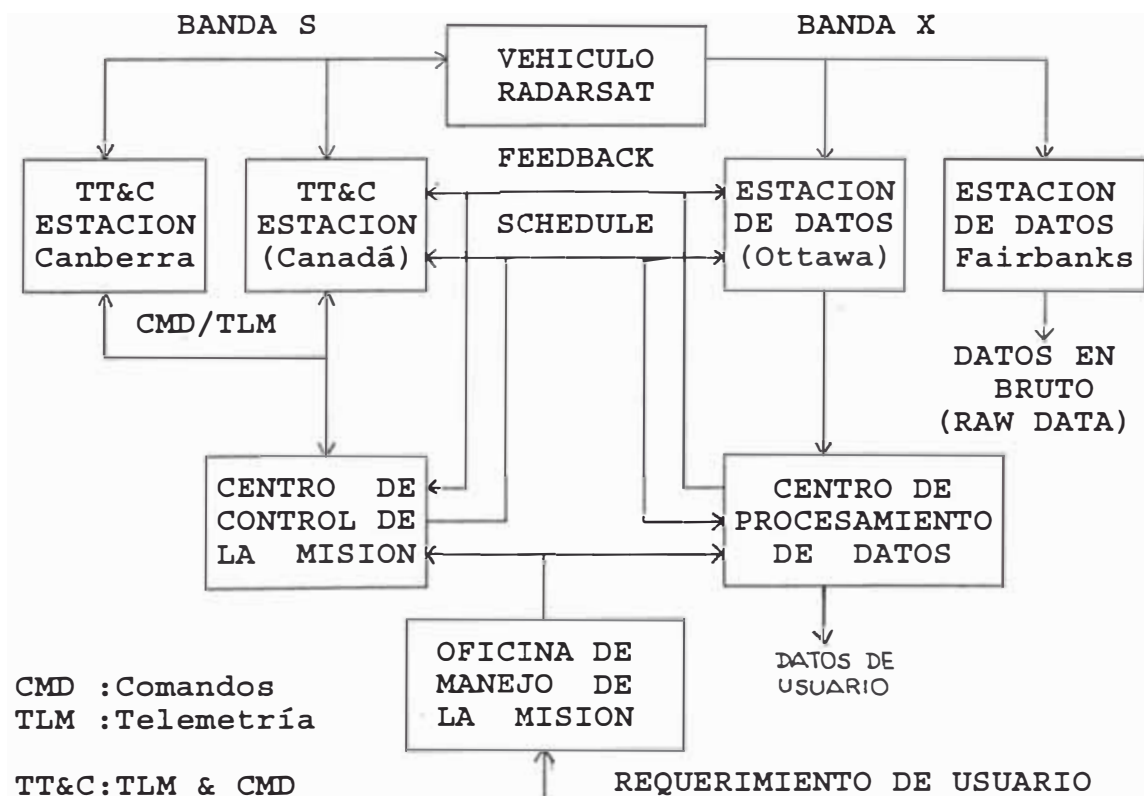 BANDA S
BANDA X
VEHICULO
RADARSAT
TT&C
ESTACION
Canberra
TT&C
ESTACION
(Canadá)
FEEDBACK
SCHEDULE
ESTACION
DE DATOS
(Ottawa)
ESTACION
DE DATOS
Fairbanks
CMD/TLM
DATOS EN
BRUTO
(RAW DATA)
CENTRO DE
CONTROL DE
LA MISION
CENTRO DE
PROCESAMIENTO
DE DATOS
OFICINA DE
MANEJO DE
LA MISION
DATOS DE
USUARIO
CMD :Comandos
TLM :Telemetría
TT&C:TLM & CMD
REQUERIMIENTO DE USUARIO